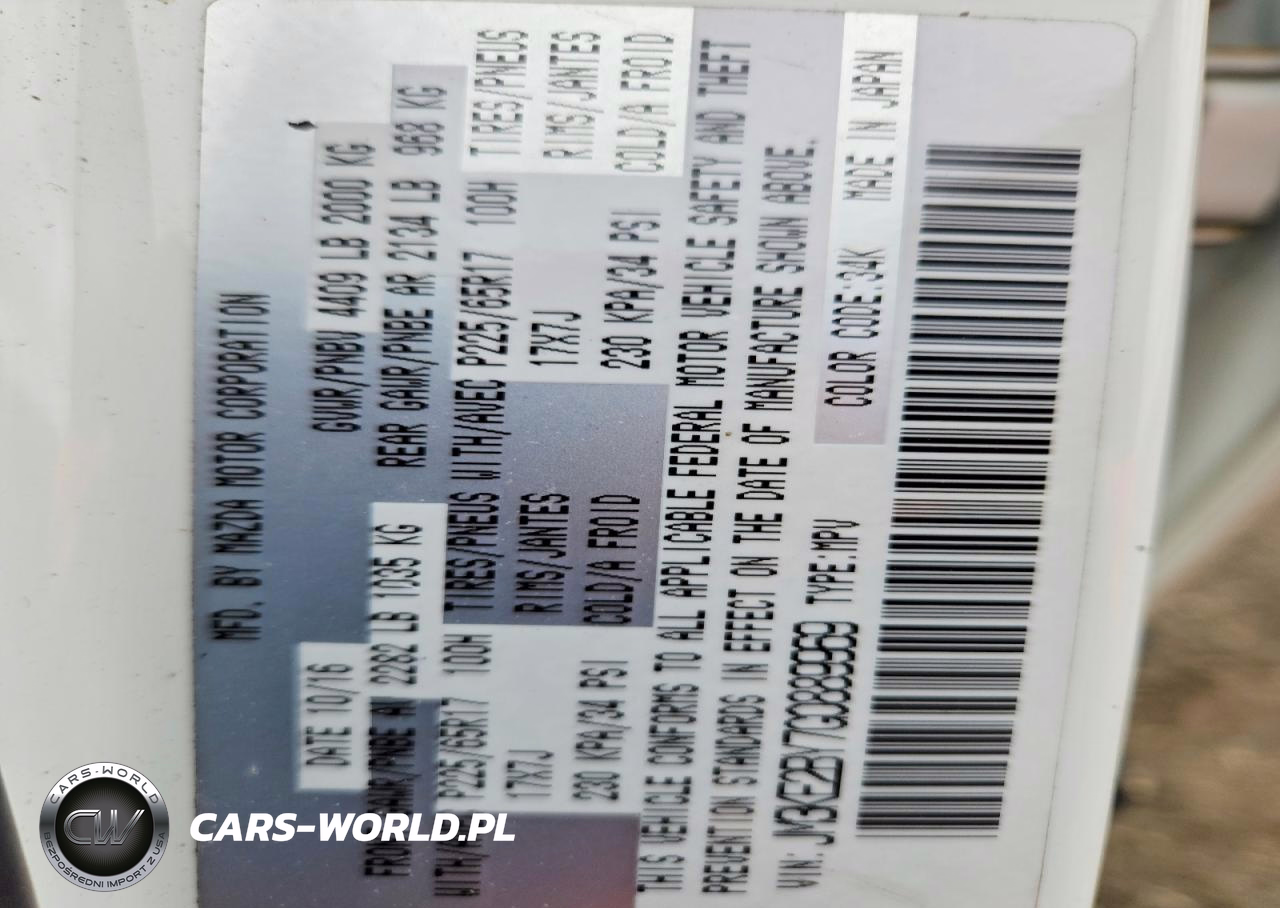 MFD. BY MAZDA MOTOR CORPORATION
DATE 10/16 GVWR/PNBV 4409 LB 2000 KG
FRONT GAWR/PNBE AV 2282 LB 1035 KG REAR GAWR/PNBE AR 2134 LB 968 KG
WITH/AVEC P225/65R17 100H TIRES/PNEUS WITH/AVEC P225/65R17 100H TIRES/PNEUS
17X7J RIMS/JANTES 17X7J RIMS/JANTES
230 KPA/34 PSI COLD/A FROID 230 KPA/34 PSI COLD/A FROID
THIS VEHICLE CONFORMS TO ALL APPLICABLE FEDERAL MOTOR VEHICLE SAFETY AND THEFT
PREVENTION STANDARDS IN EFFECT ON THE DATE OF MANUFACTURE SHOWN ABOVE.
VIN: TYPE:MPV COLOR CODE:34K MADE IN JAPAN
CARS-WORLD
CW
BEZPOŚREDNI IMPORT Z USA
CARS-WORLD.PL